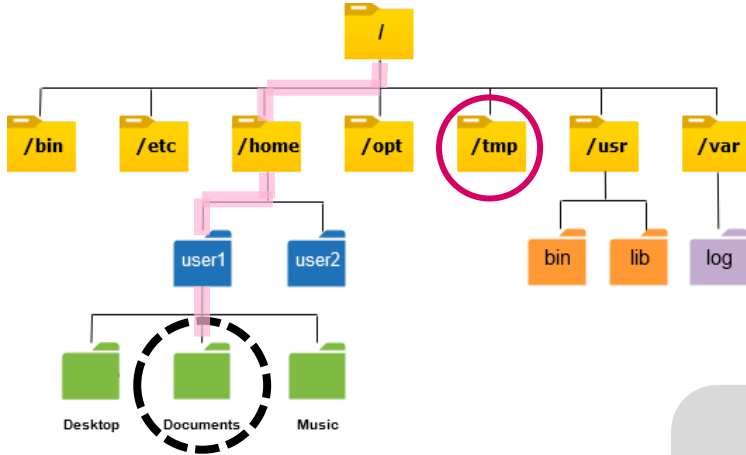 /
/bin
/etc
/home
/opt
/tmp
/usr
/var
user1
user2
bin
lib
log
Desktop
Documents
Music